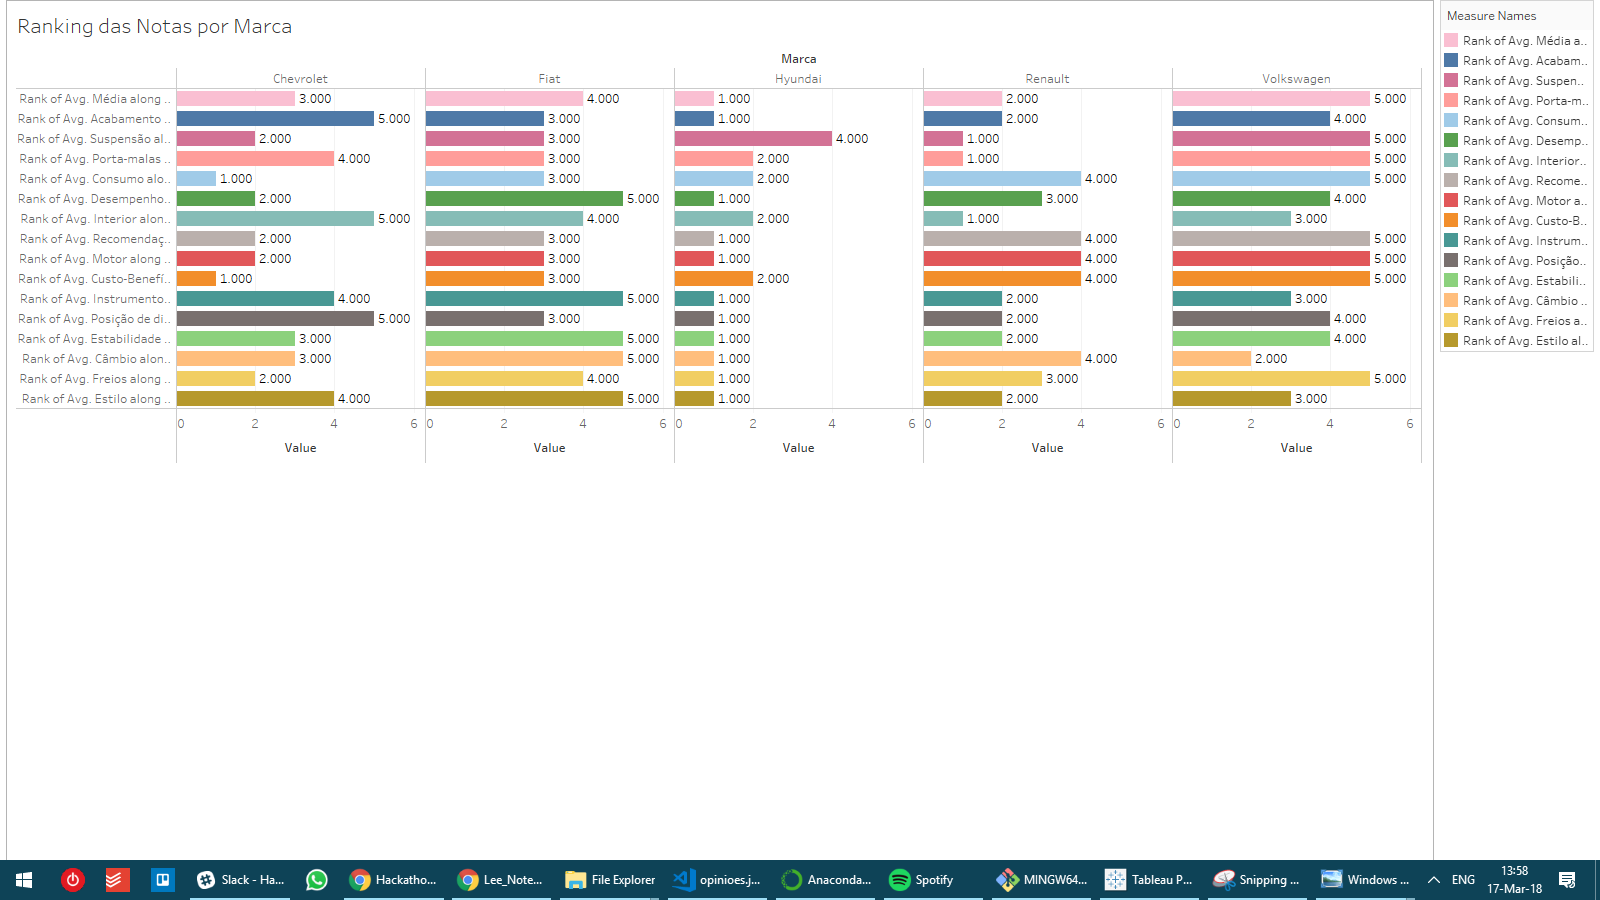 Ranking das Notas por Marca
Marca
Chevrolet Fiat Hyundai Renault Volkswagen
Rank of Avg. Média along .. 3.000 4.000 1.000 2.000 5.000
Rank of Avg. Acabamento .. 5.000 3.000 1.000 2.000 4.000
Rank of Avg. Suspensão al.. 2.000 3.000 4.000 1.000 5.000
Rank of Avg. Porta-malas .. 4.000 3.000 2.000 1.000 5.000
Rank of Avg. Consumo alo.. 1.000 3.000 2.000 4.000 5.000
Rank of Avg. Desempenho.. 2.000 5.000 1.000 3.000 4.000
Rank of Avg. Interior alon.. 5.000 4.000 2.000 1.000 3.000
Rank of Avg. Recomendaç.. 2.000 3.000 1.000 4.000 5.000
Rank of Avg. Motor along .. 2.000 3.000 1.000 4.000 5.000
Rank of Avg. Custo-Benefí.. 1.000 3.000 2.000 4.000 5.000
Rank of Avg. Instrumento.. 4.000 5.000 1.000 2.000 3.000
Rank of Avg. Posição de di.. 5.000 3.000 1.000 2.000 4.000
Rank of Avg. Estabilidade .. 3.000 5.000 1.000 2.000 4.000
Rank of Avg. Câmbio alon.. 3.000 5.000 1.000 4.000 2.000
Rank of Avg. Freios along .. 2.000 4.000 1.000 3.000 5.000
Rank of Avg. Estilo along .. 4.000 5.000 1.000 2.000 3.000
0 2 4 6 0 2 4 6 0 2 4 6 0 2 4 6 0 2 4 6
Value Value Value Value Value
Measure Names
Rank of Avg. Média a..
Rank of Avg. Acabam..
Rank of Avg. Suspen..
Rank of Avg. Porta-m..
Rank of Avg. Consum..
Rank of Avg. Desemp..
Rank of Avg. Interior..
Rank of Avg. Recome..
Rank of Avg. Motor a..
Rank of Avg. Custo-B..
Rank of Avg. Instrum..
Rank of Avg. Posição..
Rank of Avg. Estabili..
Rank of Avg. Câmbio ..
Rank of Avg. Freios a..
Rank of Avg. Estilo al..
Slack - Ha... Hackatho... Lee_Note... File Explorer opinioes.j... Anaconda... Spotify MINGW64... Tableau P... Snipping ... Windows ... ENG 13:58
17-Mar-18